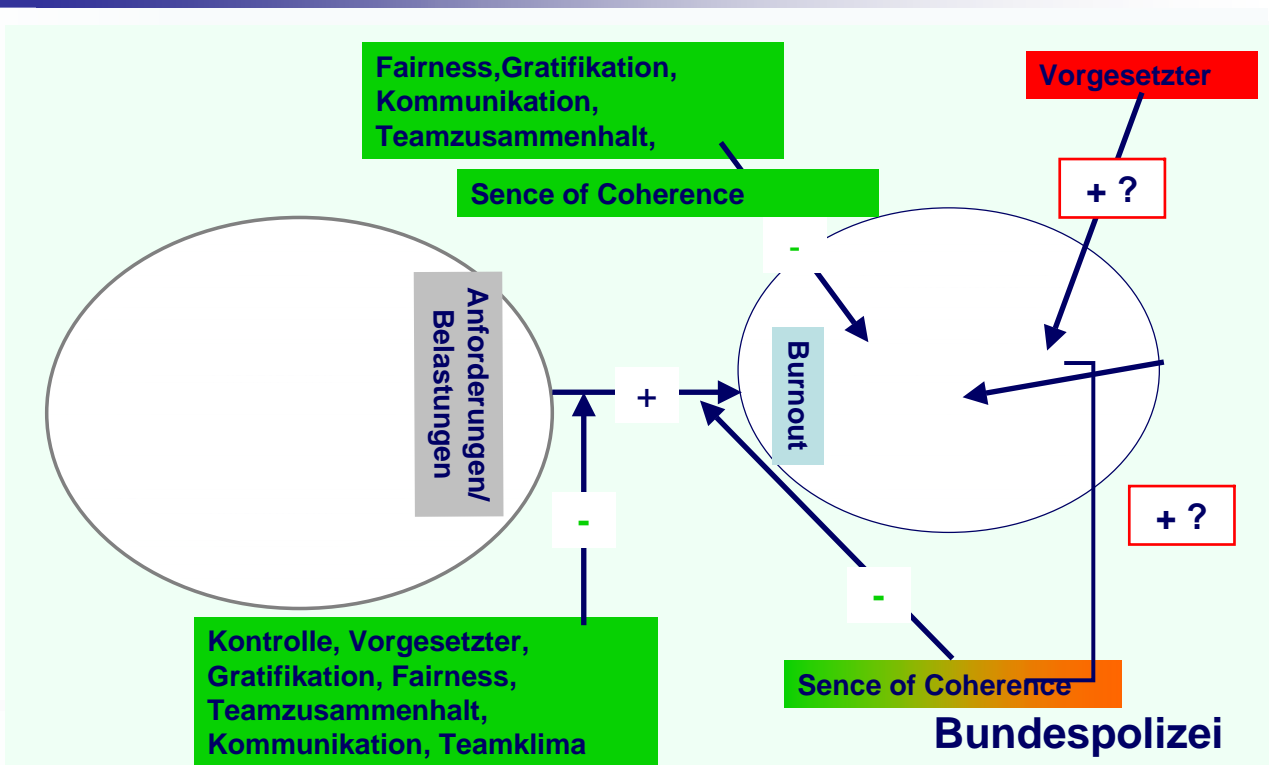 Fairness,Gratifikation,
Kommunikation,
Teamzusammenhalt,
Vorgesetzter
Sence of Coherence
+ ?
-
Anforderungen/
Belastungen
+
Burnout
-
+ ?
-
Kontrolle, Vorgesetzter,
Gratifikation, Fairness,
Teamzusammenhalt,
Kommunikation, Teamklima
Sence of Coherence
Bundespolizei